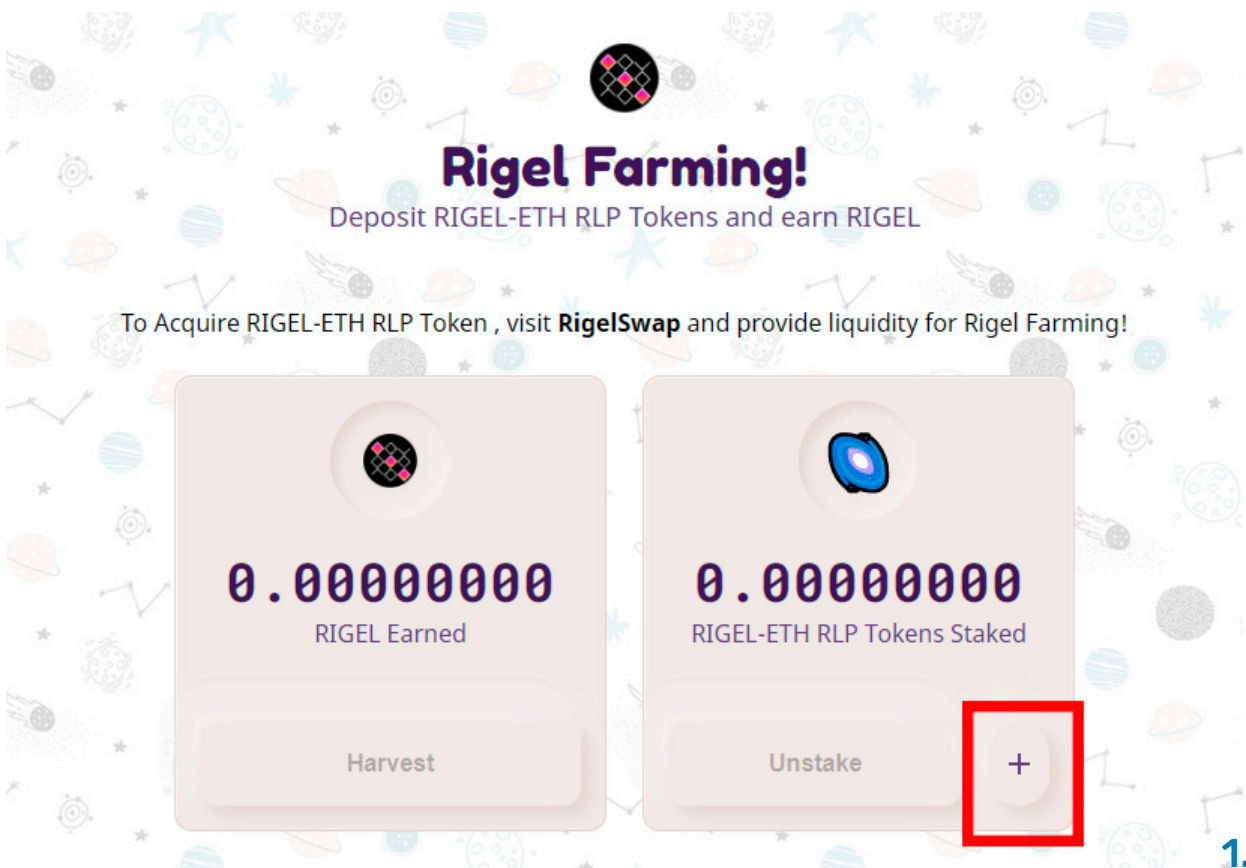 Rigel Farming!
Deposit RIGEL-ETH RLP Tokens and earn RIGEL
To Acquire RIGEL-ETH RLP Token , visit RigelSwap and provide liquidity for Rigel Farming!
0.00000000
RIGEL Earned
Harvest
0.00000000
RIGEL-ETH RLP Tokens Staked
Unstake
+
1